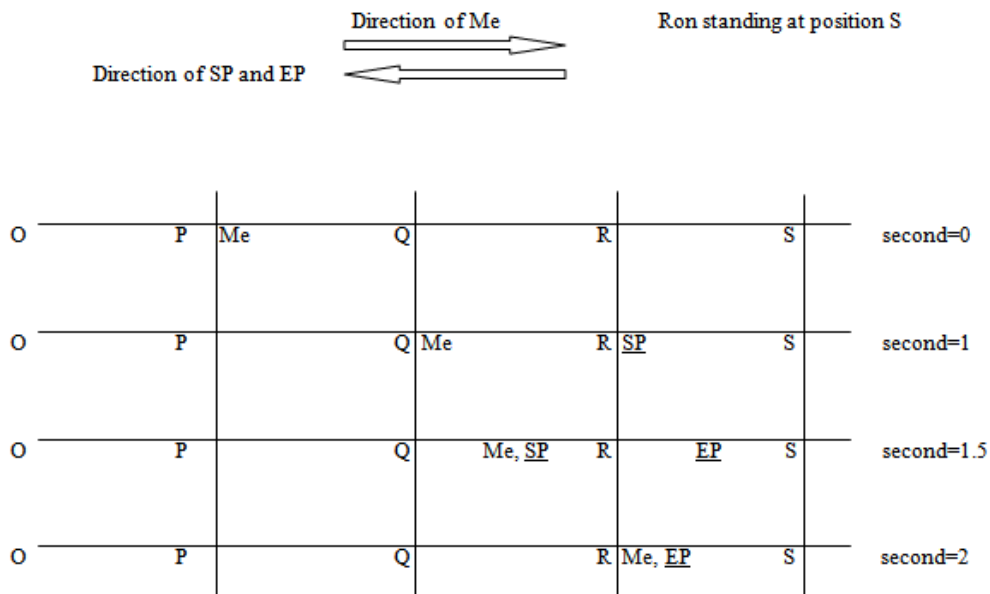 Direction of Me Ron standing at position S
Direction of SP and EP
O P Me Q R S second=0
O P Q Me R SP S second=1
O P Q Me, SP R EP S second=1.5
O P Q R Me, EP S second=2